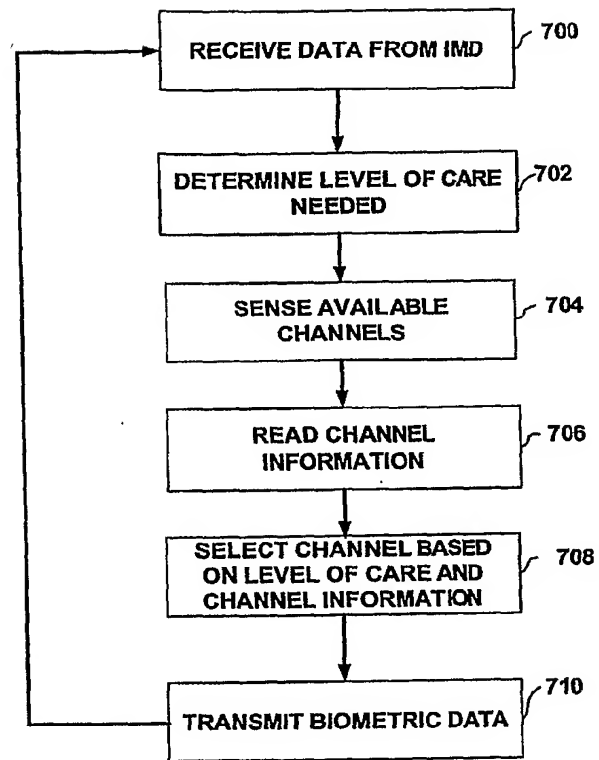 RECEIVE DATA FROM IMD
700
DETERMINE LEVEL OF CARE
NEEDED
702
SENSE AVAILABLE
CHANNELS
704
READ CHANNEL
INFORMATION
706
SELECT CHANNEL BASED
ON LEVEL OF CARE AND
CHANNEL INFORMATION
708
TRANSMIT BIOMETRIC DATA
710